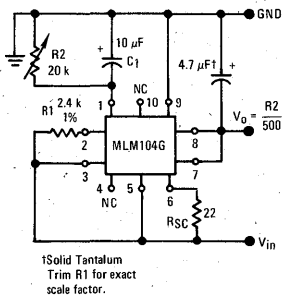 GND
R2
20 k
+
10 μF
C1
4.7 μF†
+
NC
1
10
9
Vo = R2
500
R1
2.4 k
1%
2
MLM104G
8
3
7
4
5
6
NC
RSC
22
Vin
†Solid Tantalum
Trim R1 for exact
scale factor.